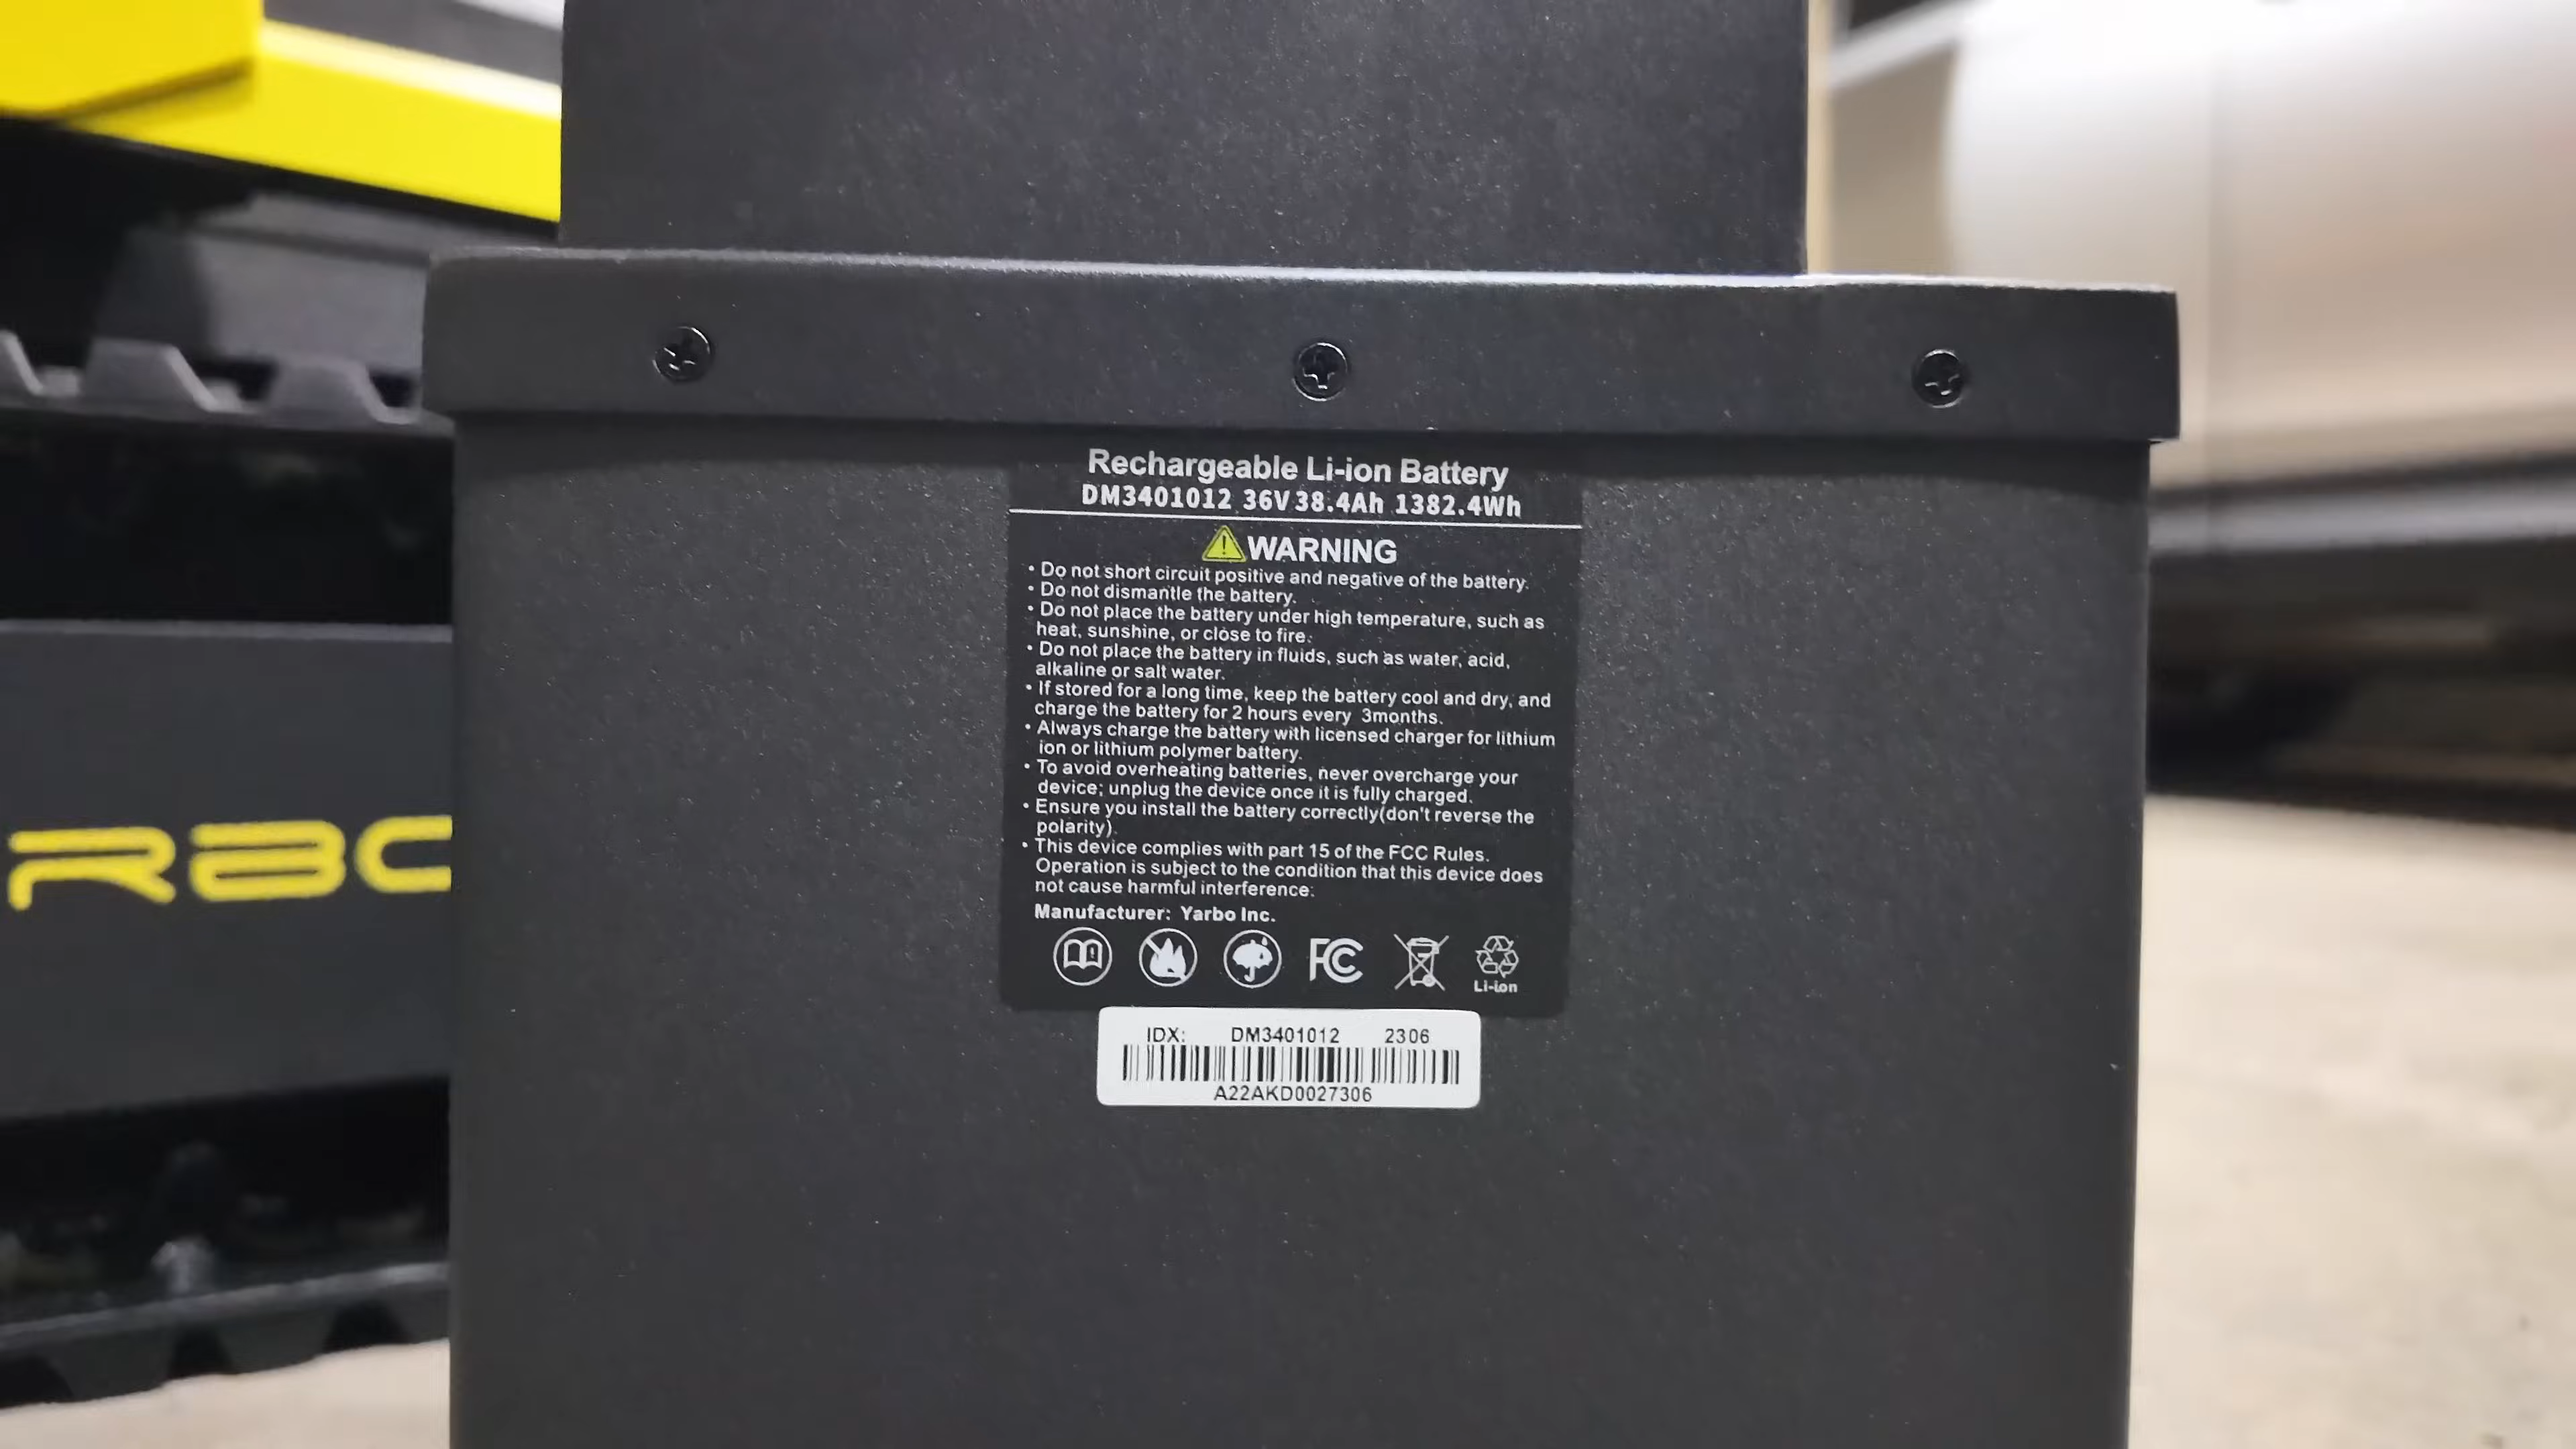 Rechargeable Li-ion Battery
DM3401012 36V 38.4Ah 1382.4Wh
WARNING
• Do not short circuit positive and negative of the battery.
• Do not dismantle the battery.
• Do not place the battery under high temperature, such as
heat, sunshine, or close to fire.
• Do not place the battery in fluids, such as water, acid,
alkaline or salt water.
• If stored for a long time, keep the battery cool and dry, and
charge the battery for 2 hours every 3months.
• Always charge the battery with licensed charger for lithium
ion or lithium polymer battery.
• To avoid overheating batteries, never overcharge your
device; unplug the device once it is fully charged.
• Ensure you install the battery correctly(don't reverse the
polarity).
• This device complies with part 15 of the FCC Rules.
Operation is subject to the condition that this device does
not cause harmful interference.
Manufacturer: Yarbo Inc.
FC
Li-ion
IDX: DM3401012 2306
A22AKD0027306
RBO